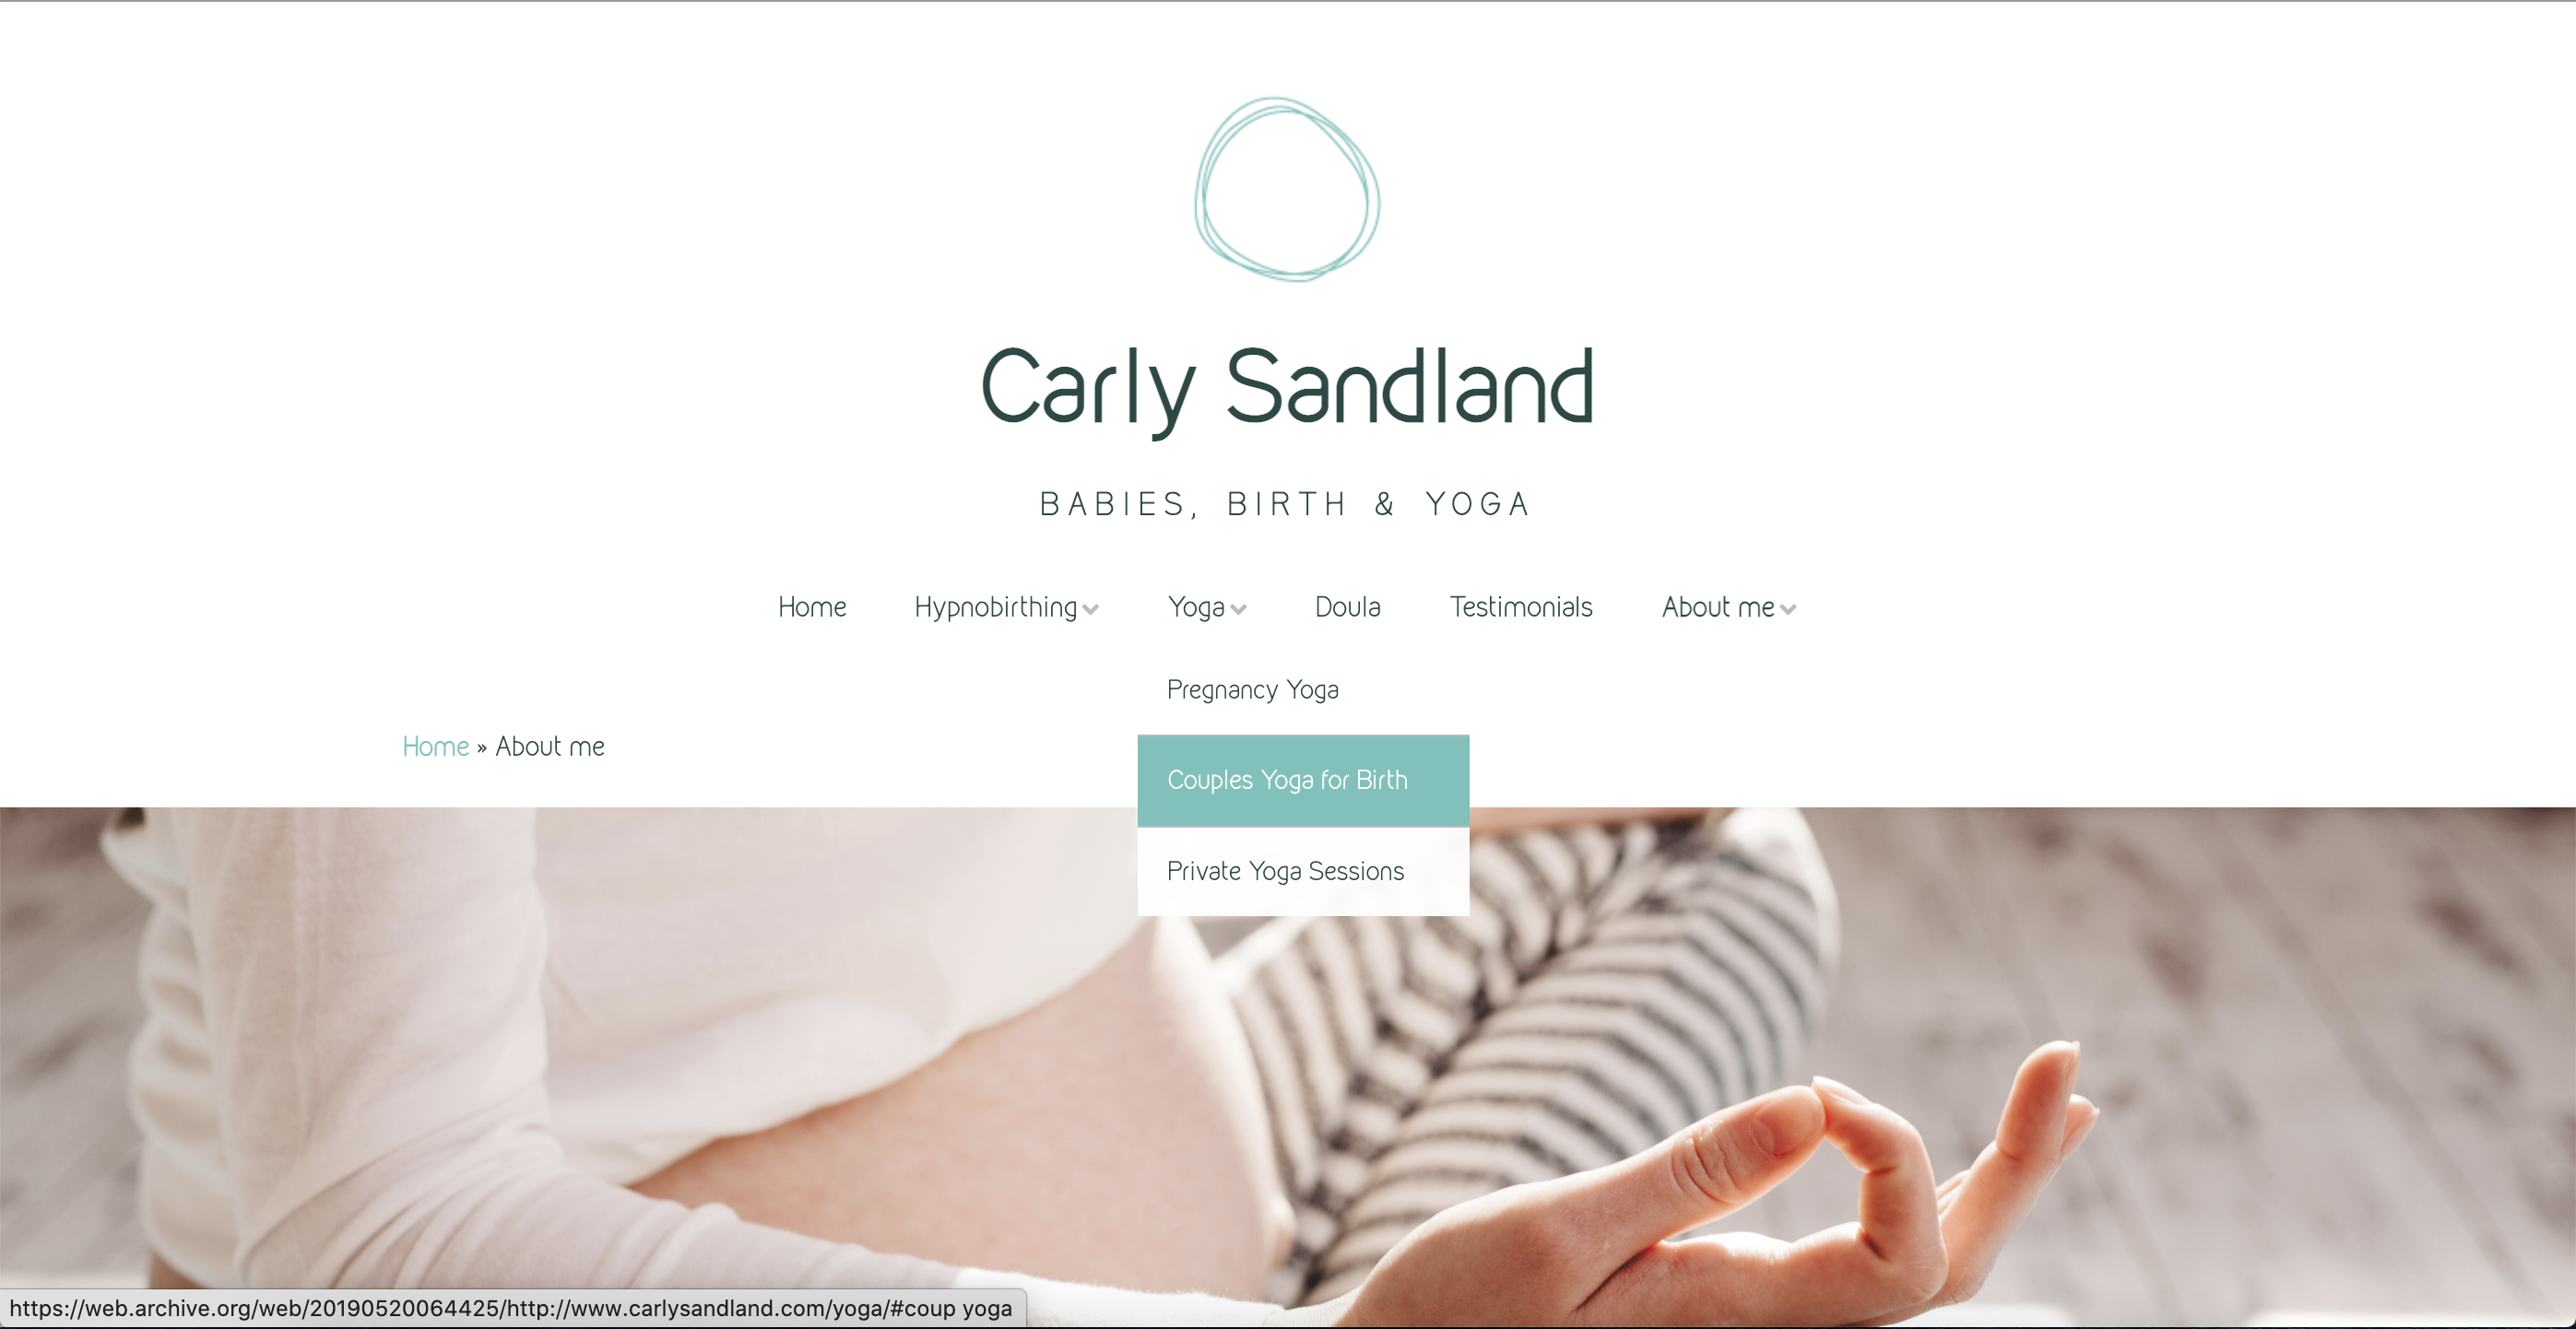 Carly Sandland
BABIES, BIRTH & YOGA
Home Hypnobirthing Yoga Doula Testimonials About me
Pregnancy Yoga
Home » About me
Couples Yoga for Birth
Private Yoga Sessions
https://web.archive.org/web/20190520064425/http://www.carlysandland.com/yoga/#coup yoga